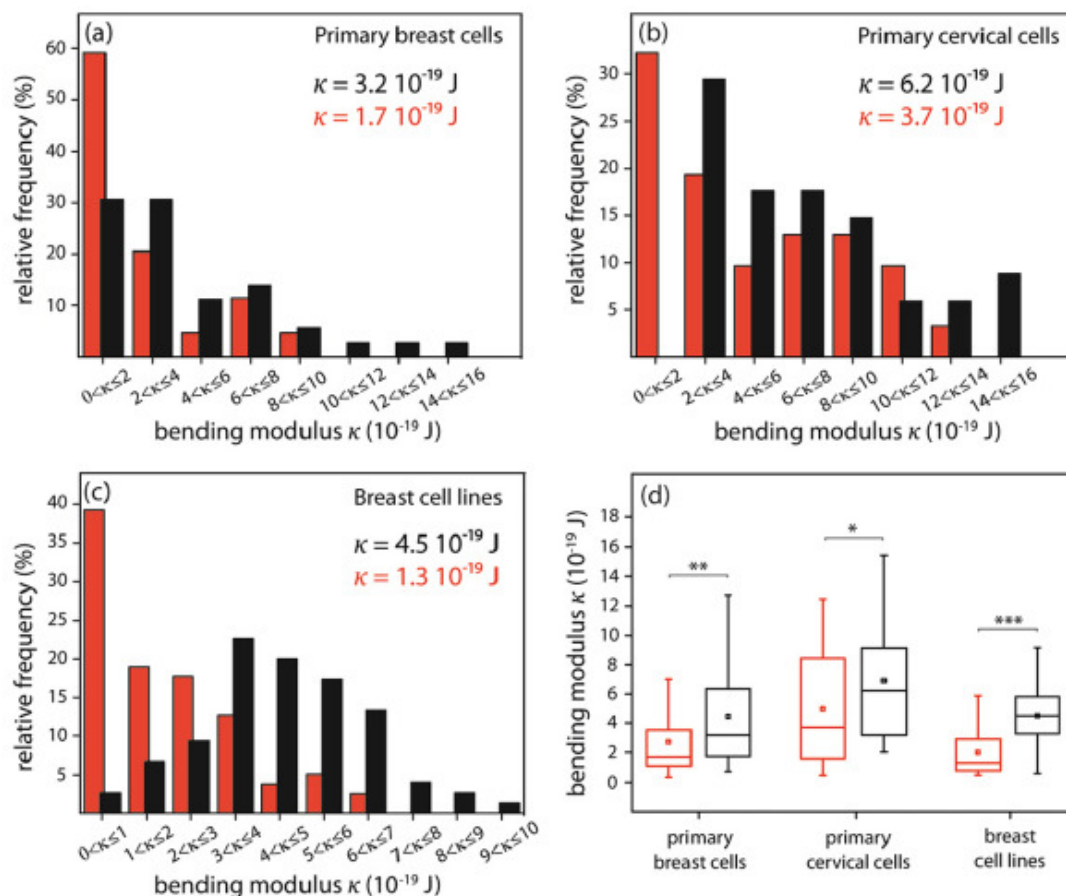 (a)
Primary breast cells
κ = 3.2 10⁻¹⁹ J
κ = 1.7 10⁻¹⁹ J
relative frequency (%)
60
50
40
30
20
10
0<κ≤2
2<κ≤4
4<κ≤6
6<κ≤8
8<κ≤10
10<κ≤12
12<κ≤14
14<κ≤16
bending modulus κ (10⁻¹⁹ J)
(b)
Primary cervical cells
κ = 6.2 10⁻¹⁹ J
κ = 3.7 10⁻¹⁹ J
relative frequency (%)
30
25
20
15
10
5
0<κ≤2
2<κ≤4
4<κ≤6
6<κ≤8
8<κ≤10
10<κ≤12
12<κ≤14
14<κ≤16
bending modulus κ (10⁻¹⁹ J)
(c)
Breast cell lines
κ = 4.5 10⁻¹⁹ J
κ = 1.3 10⁻¹⁹ J
relative frequency (%)
40
35
30
25
20
15
10
5
0<κ≤1
1<κ≤2
2<κ≤3
3<κ≤4
4<κ≤5
5<κ≤6
6<κ≤7
7<κ≤8
8<κ≤9
9<κ≤10
bending modulus κ (10⁻¹⁹ J)
(d)
bending modulus κ (10⁻¹⁹ J)
18
16
14
12
10
8
6
4
2
0
**
*
***
primary
breast cells
primary
cervical cells
breast
cell lines